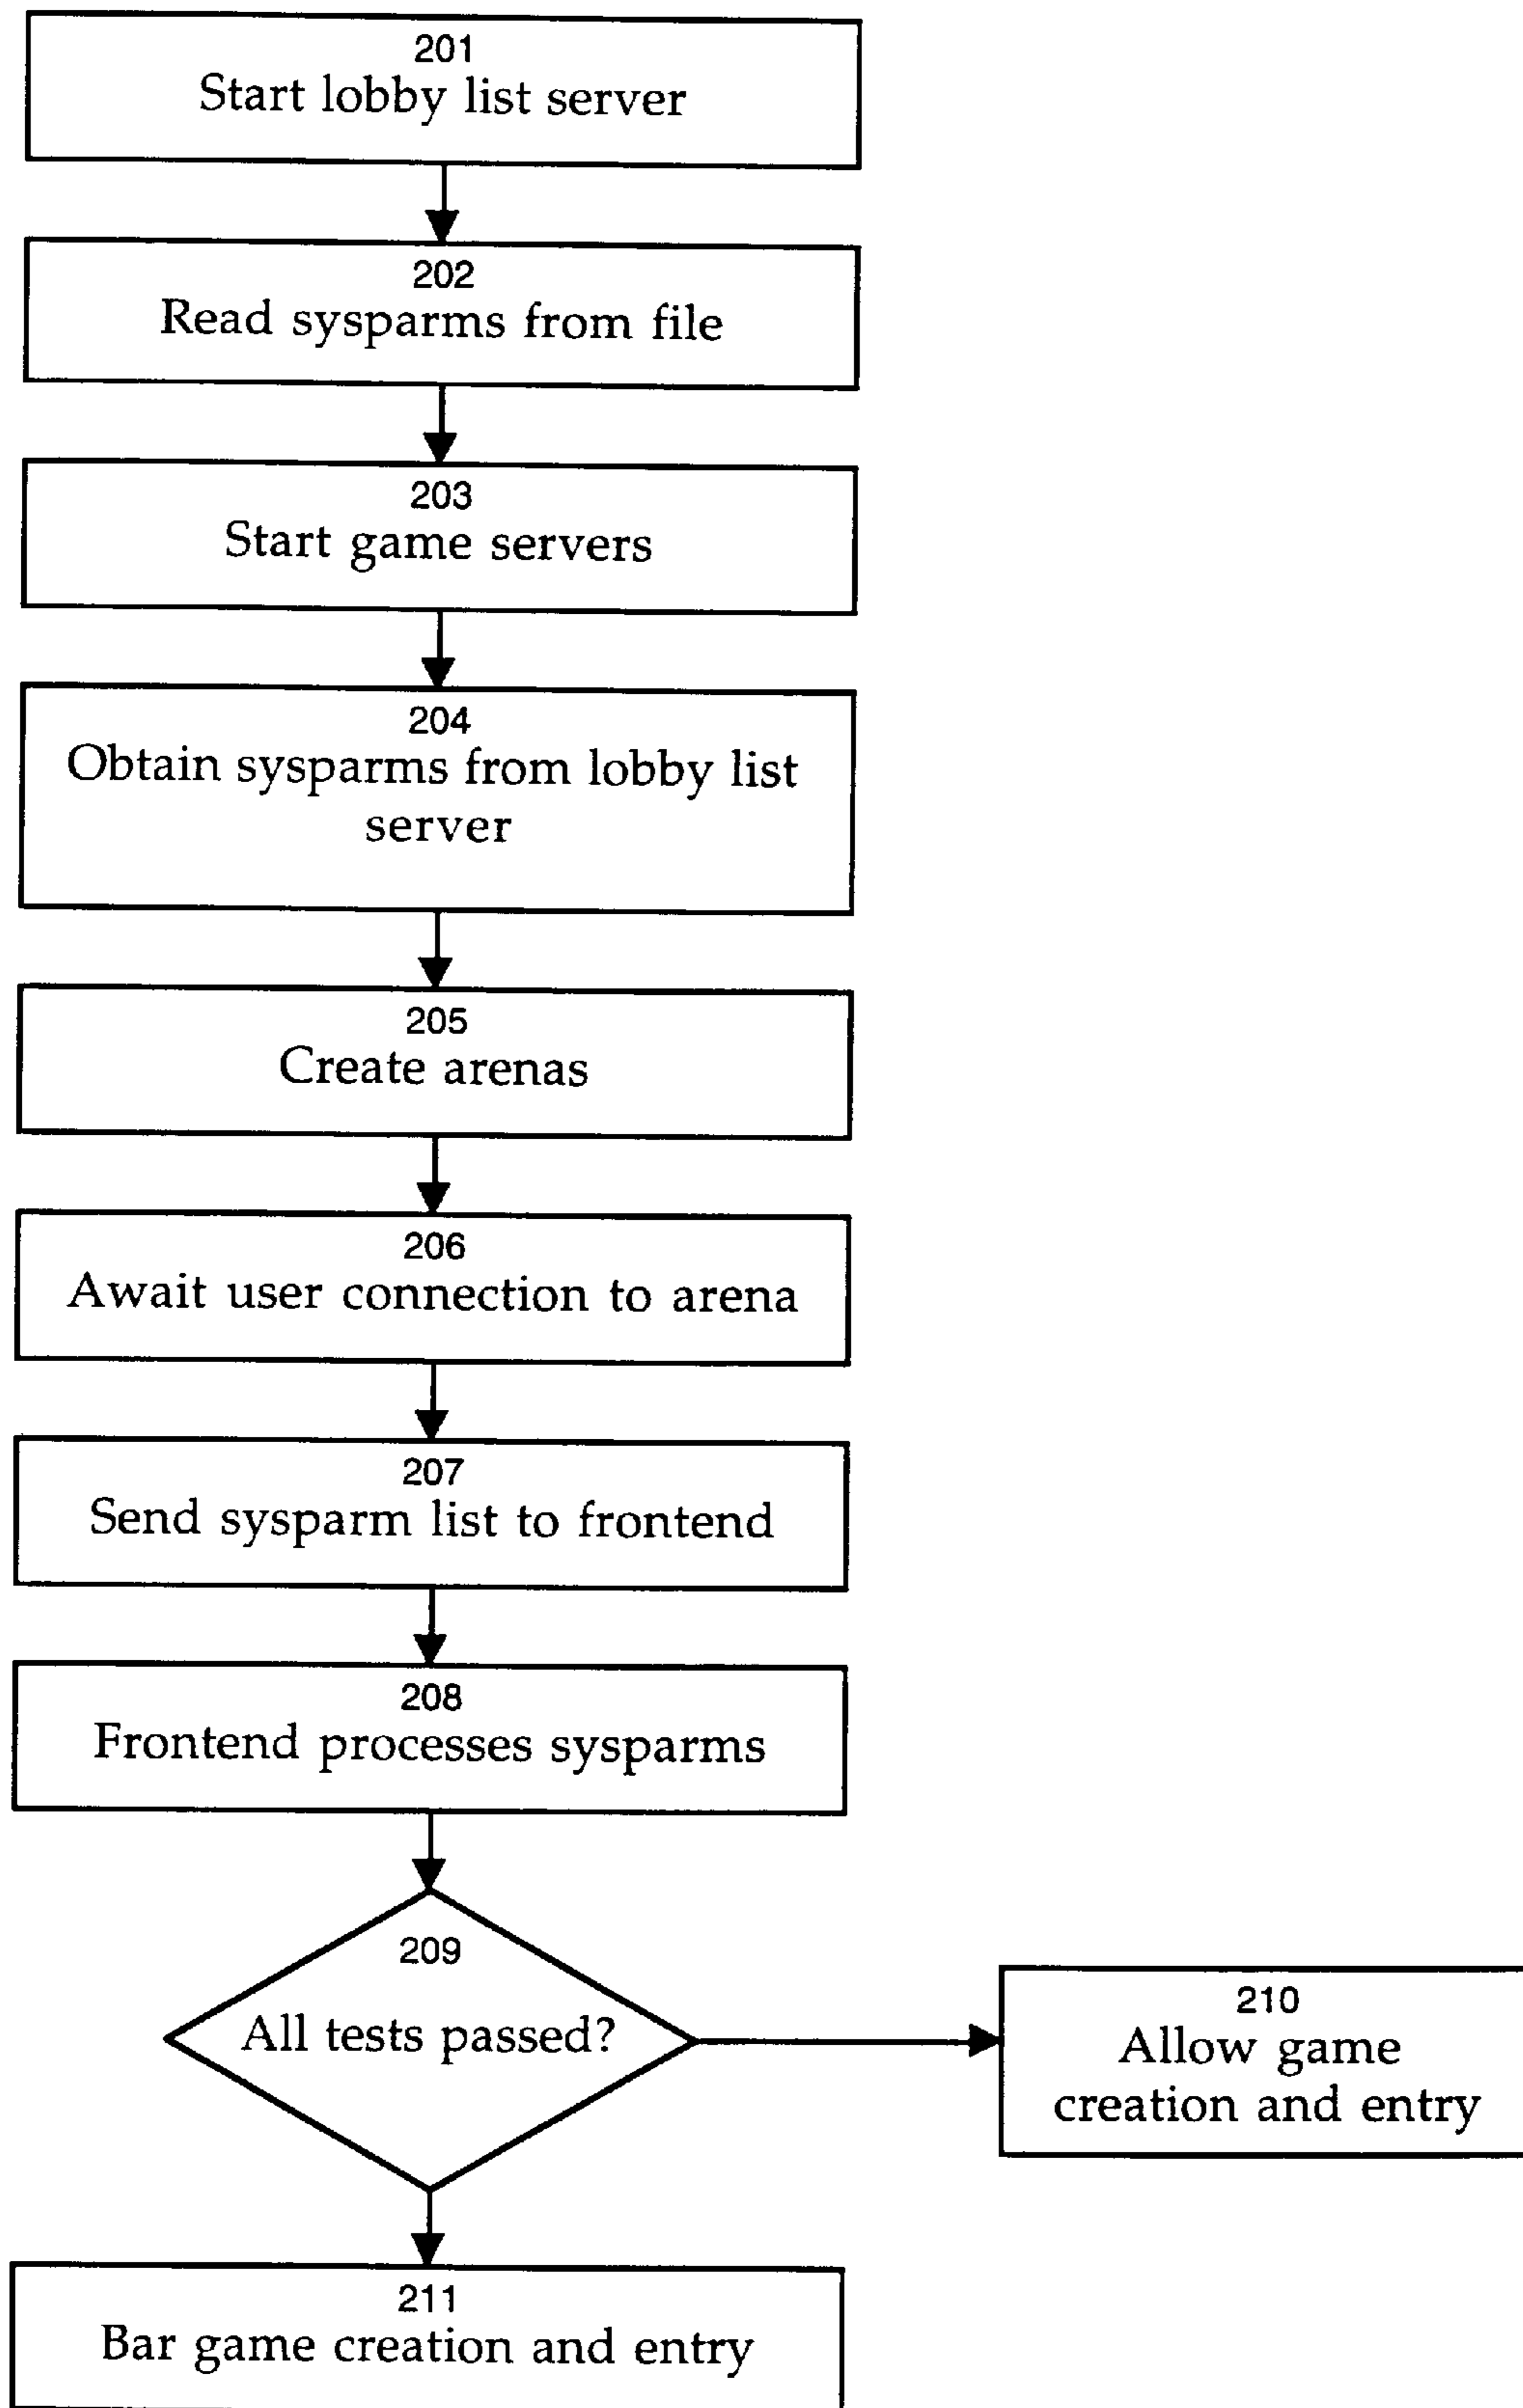 201
Start lobby list server
202
Read sysparms from file
203
Start game servers
204
Obtain sysparms from lobby list
server
205
Create arenas
206
Await user connection to arena
207
Send sysparm list to frontend
208
Frontend processes sysparms
209
All tests passed?
210
Allow game
creation and entry
211
Bar game creation and entry